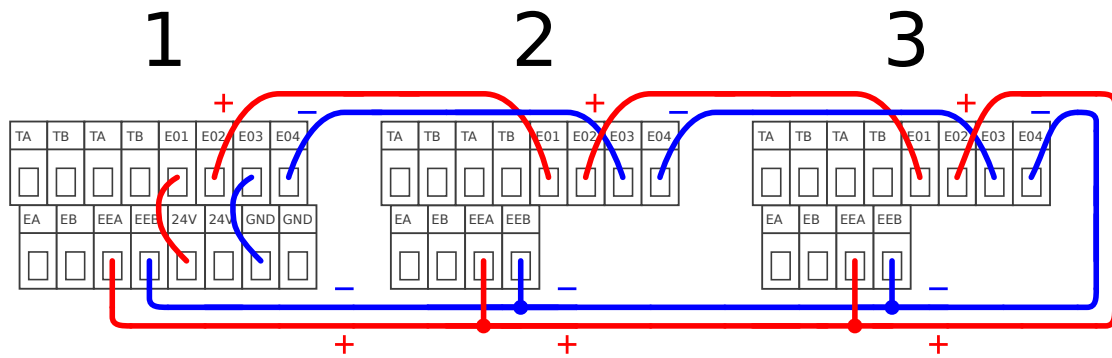 1 2 3
+ − + − + −
TA TB TA TB E01 E02 E03 E04 TA TB TA TB E01 E02 E03 E04 TA TB TA TB E01 E02 E03 E04
EA EB EEA EEB 24V 24V GND GND EA EB EEA EEB EA EB EEA EEB
− − −
+ + +